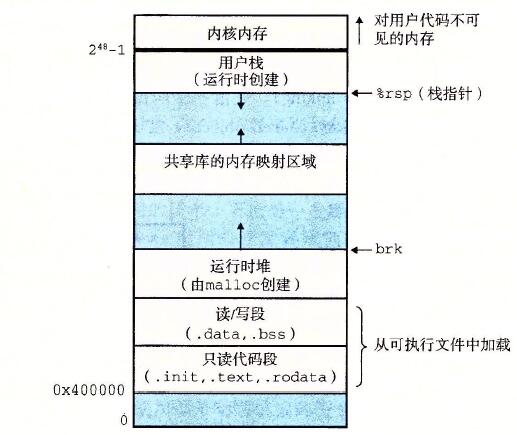 内核内存
对用户代码不可
见的内存
2⁴⁸-1
用户栈
（运行时创建）
%rsp（栈指针）
共享库的内存映射区域
brk
运行时堆
（由malloc创建）
读/写段
(.data,.bss)
从可执行文件中加载
只读代码段
(.init,.text,.rodata)
0x400000
0